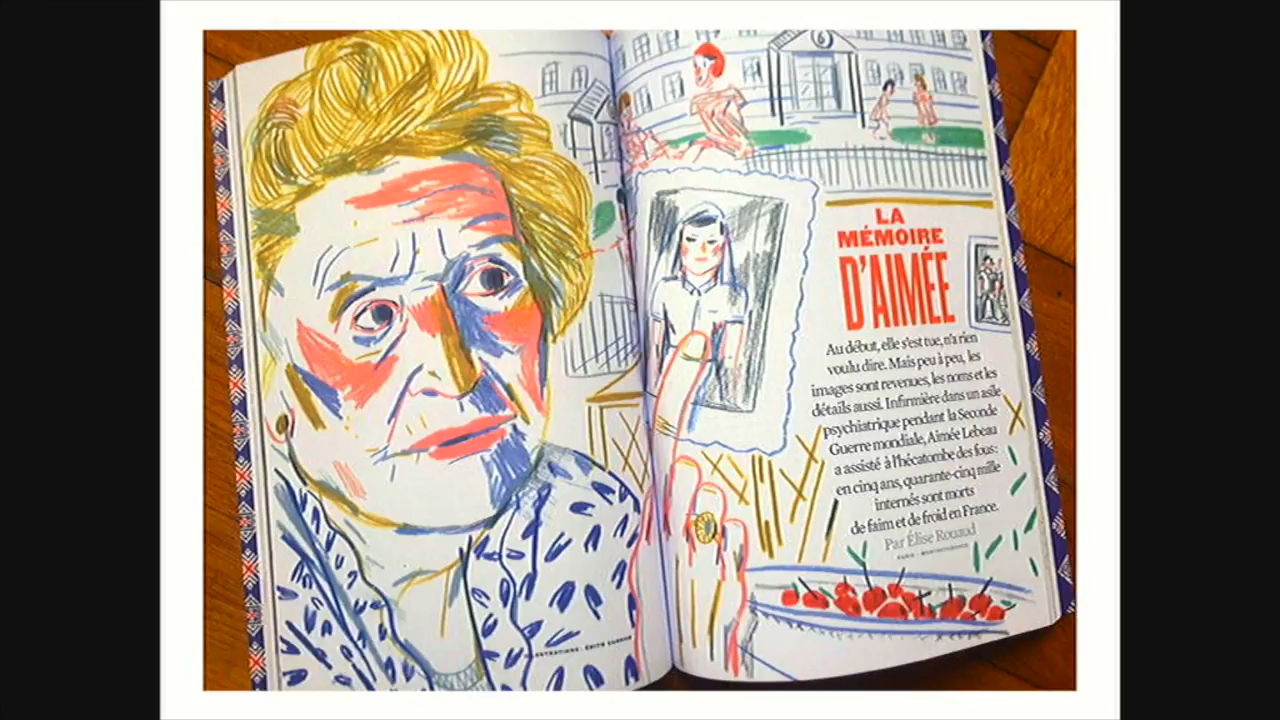 LA
MÉMOIRE
D'AIMÉE
Au début, elle s'est tue, n'a rien
voulu dire. Mais peu à peu, les
images sont revenues, les noms et les
détails aussi. Infirmière dans un asile
psychiatrique pendant la Seconde
Guerre mondiale, Aimée Lebeau
a assisté à l'hécatombe des fous:
en cinq ans, quarante-cinq mille
internés sont morts
de faim et de froid en France.
Par Élise Rouaud
6